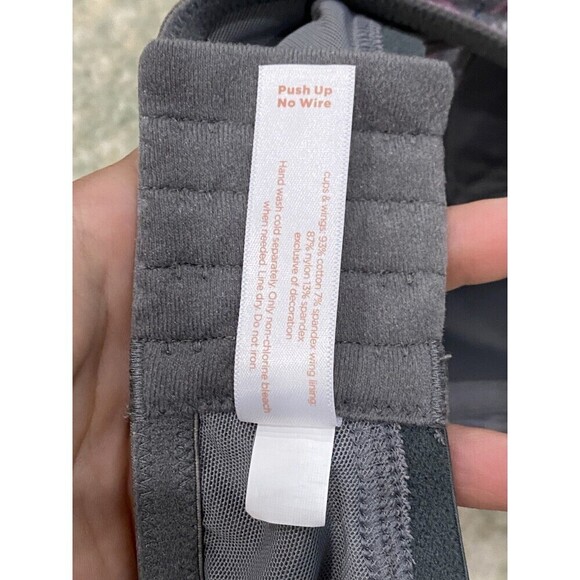 Push Up
No Wire
cups & wings: 93% cotton 7% spandex wing lining:
87% nylon 13% spandex
exclusive of decoration
Hand wash cold separately. Only non-chlorine bleach
when needed. Line dry. Do not iron.